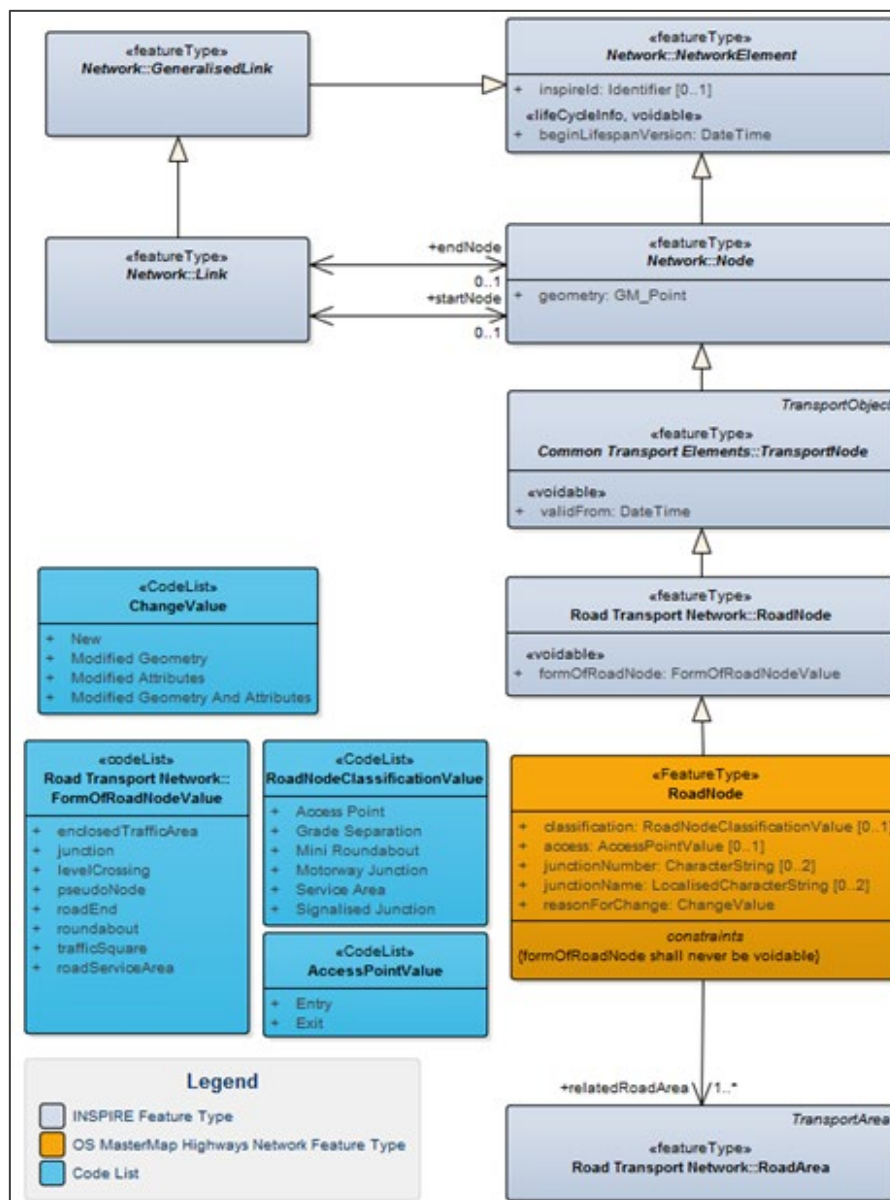 «featureType»
Network::GeneralisedLink
«featureType»
Network::NetworkElement
+ inspireId: Identifier [0..1]
«lifeCycleInfo, voidable»
+ beginLifespanVersion: DateTime
«featureType»
Network::Link
+endNode
0..1
+startNode
0..1
«featureType»
Network::Node
+ geometry: GM_Point
TransportObject
«featureType»
Common Transport Elements::TransportNode
«voidable»
+ validFrom: DateTime
«featureType»
Road Transport Network::RoadNode
«voidable»
+ formOfRoadNode: FormOfRoadNodeValue
«CodeList»
ChangeValue
+ New
+ Modified Geometry
+ Modified Attributes
+ Modified Geometry And Attributes
«codeList»
Road Transport Network::
FormOfRoadNodeValue
+ enclosedTrafficArea
+ junction
+ levelCrossing
+ pseudoNode
+ roadEnd
+ roundabout
+ trafficSquare
+ roadServiceArea
«CodeList»
RoadNodeClassificationValue
+ Access Point
+ Grade Separation
+ Mini Roundabout
+ Motorway Junction
+ Service Area
+ Signalised Junction
«CodeList»
AccessPointValue
+ Entry
+ Exit
«FeatureType»
RoadNode
+ classification: RoadNodeClassificationValue [0..1]
+ access: AccessPointValue [0..1]
+ junctionNumber: CharacterString [0..2]
+ junctionName: LocalisedCharacterString [0..2]
+ reasonForChange: ChangeValue
constraints
{formOfRoadNode shall never be voidable}
+relatedRoadArea
1..*
TransportArea
«featureType»
Road Transport Network::RoadArea
Legend
INSPIRE Feature Type
OS MasterMap Highways Network Feature Type
Code List